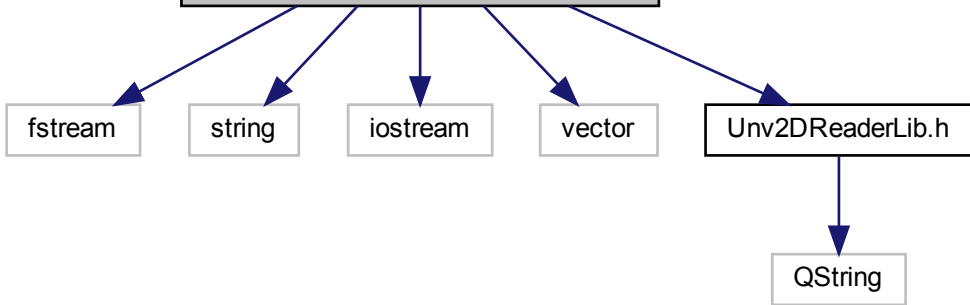 fstream
string
iostream
vector
Unv2DReaderLib.h
QString